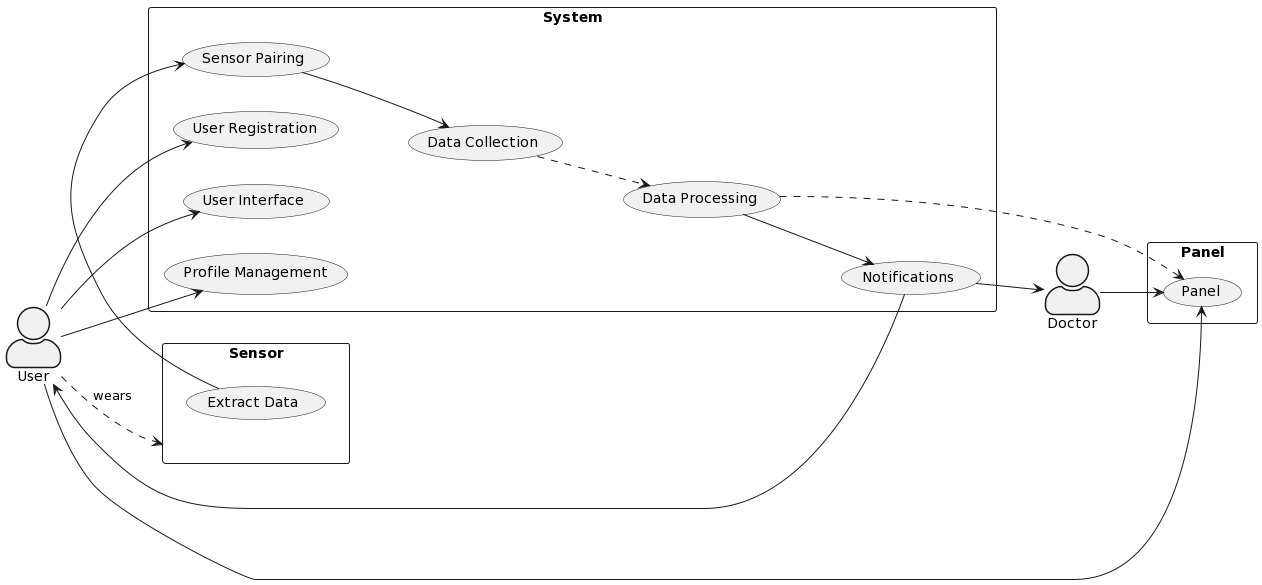 System
Sensor Pairing
User Registration
Data Collection
User Interface
Data Processing
Profile Management
Notifications
Panel
Panel
Doctor
User
wears
Sensor
Extract Data